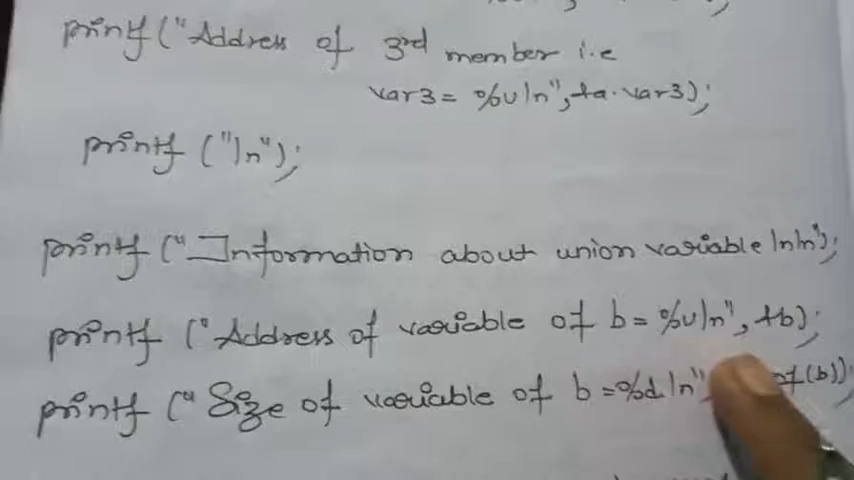 printf("Address of 3rd member i.e
var3 = %u\n", &a.var3);
printf ("\n");
printf ("Information about union variable \n\n");
printf ("Address of variable of b = %u\n", &b);
printf ("Size of variable of b = %d \n", of(b));